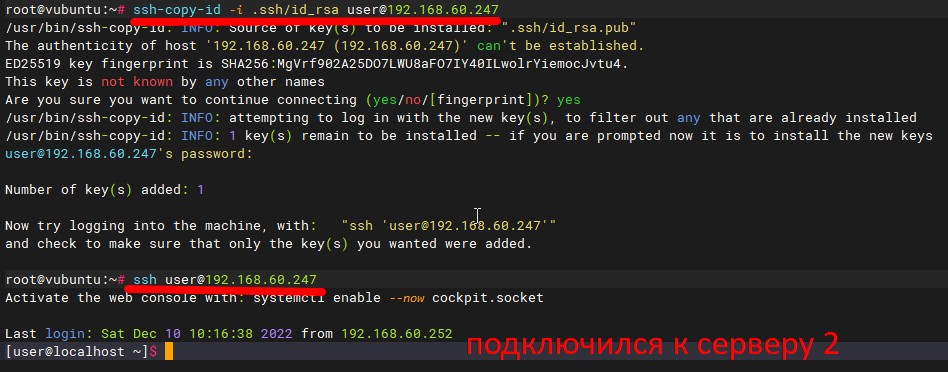 root@vubuntu:~# ssh-copy-id -i .ssh/id_rsa user@192.168.60.247
/usr/bin/ssh-copy-id: INFO: Source of key(s) to be installed: ".ssh/id_rsa.pub"
The authenticity of host '192.168.60.247 (192.168.60.247)' can't be established.
ED25519 key fingerprint is SHA256:MgVrf902A25DO7LWU8aFO7IY40ILwolrYiemocJvtu4.
This key is not known by any other names
Are you sure you want to continue connecting (yes/no/[fingerprint])? yes
/usr/bin/ssh-copy-id: INFO: attempting to log in with the new key(s), to filter out any that are already installed
/usr/bin/ssh-copy-id: INFO: 1 key(s) remain to be installed -- if you are prompted now it is to install the new keys
user@192.168.60.247's password:
Number of key(s) added: 1
Now try logging into the machine, with:   "ssh 'user@192.168.60.247'"
and check to make sure that only the key(s) you wanted were added.
root@vubuntu:~# ssh user@192.168.60.247
Activate the web console with: systemctl enable --now cockpit.socket
Last login: Sat Dec 10 10:16:38 2022 from 192.168.60.252
[user@localhost ~]$
подключился к серверу 2